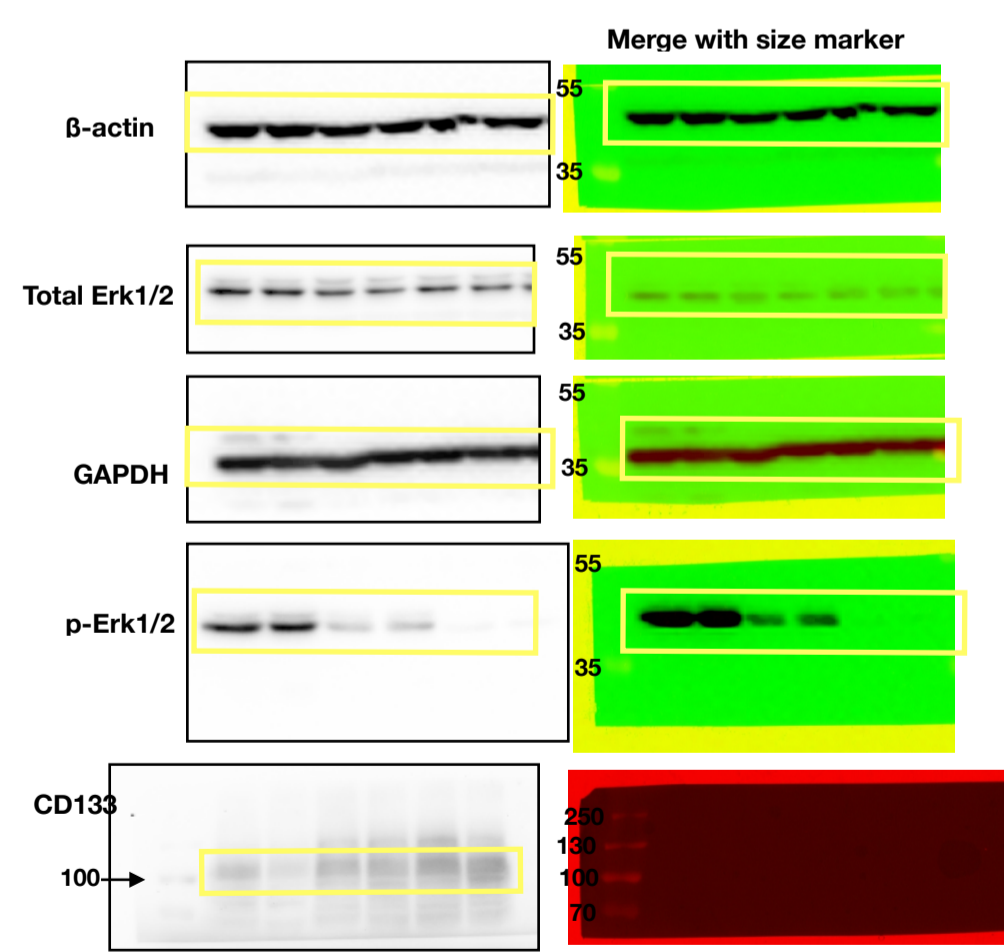 Merge with size marker
ß-actin
55
35
Total Erk1/2
55
35
GAPDH
55
35
p-Erk1/2
55
35
CD133
100
250
130
100
70